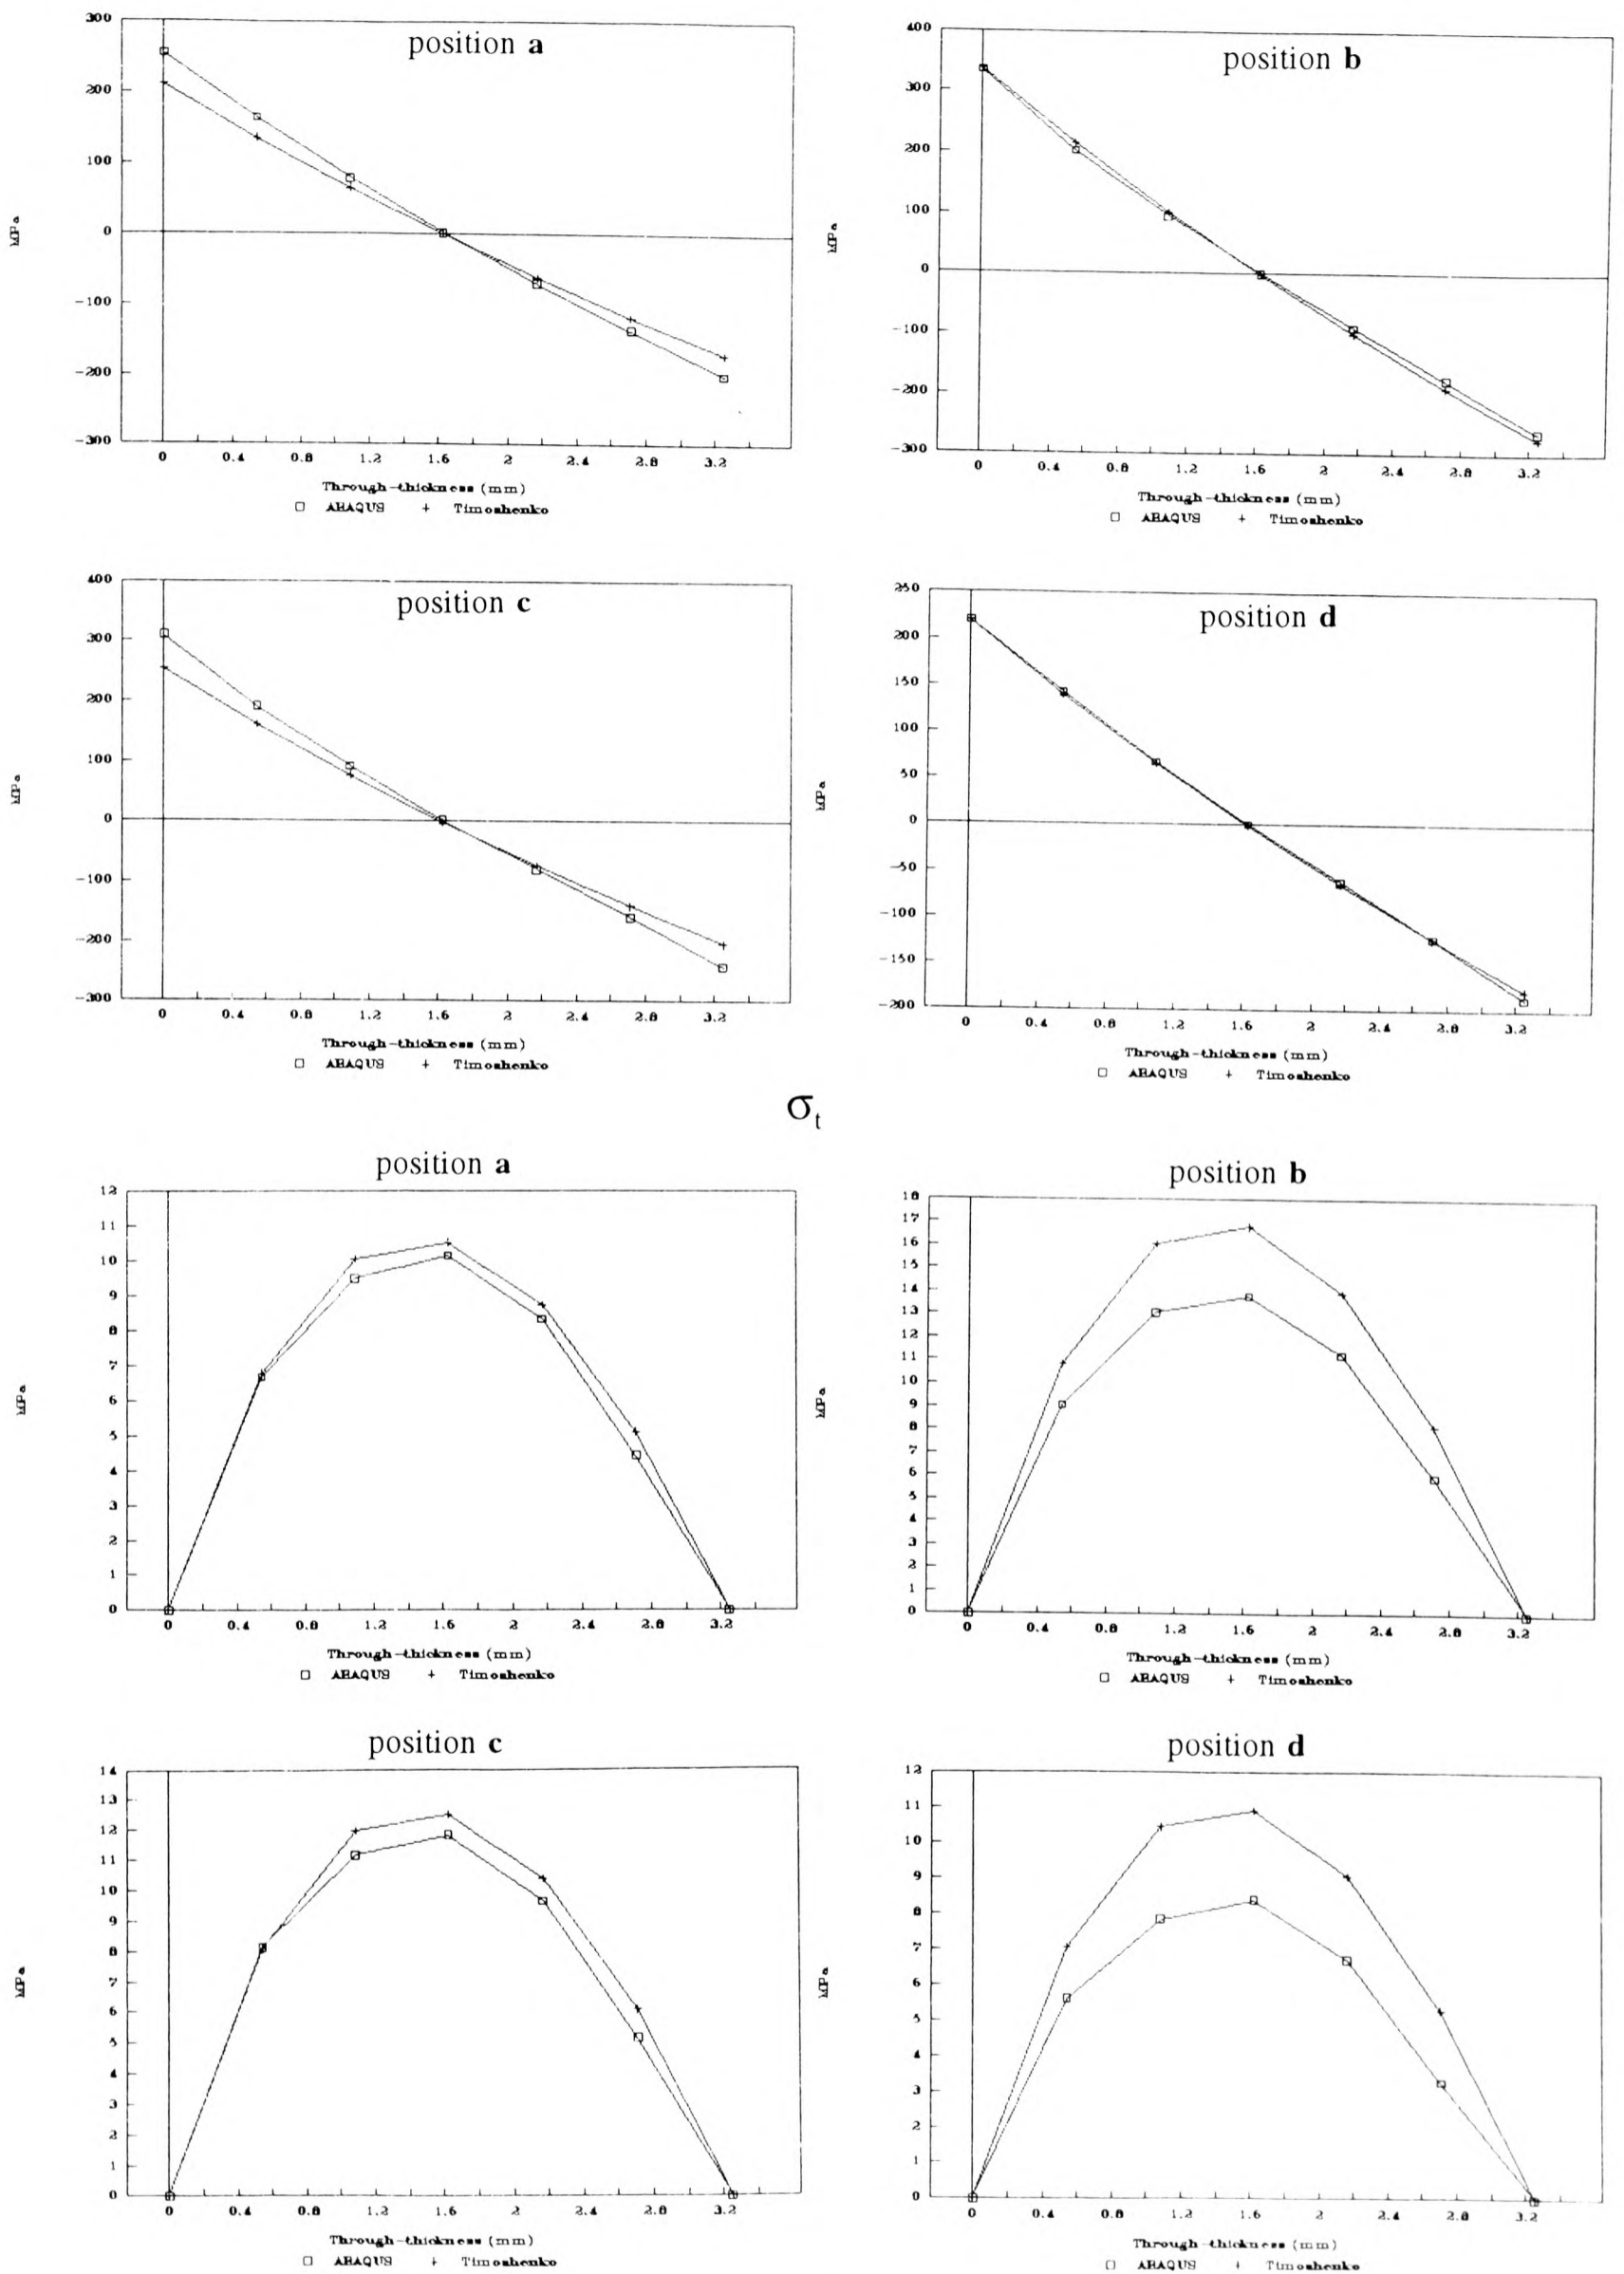 position a
300
200
100
0
-100
-200
-300
MPa
0 0.4 0.8 1.2 1.6 2 2.4 2.8 3.2
Through-thickness (mm)
ABAQUS + Timoshenko
position b
400
300
200
100
0
-100
-200
-300
MPa
0 0.4 0.8 1.2 1.6 2 2.4 2.8 3.2
Through-thickness (mm)
ABAQUS + Timoshenko
position c
400
300
200
100
0
-100
-200
-300
MPa
0 0.4 0.8 1.2 1.6 2 2.4 2.8 3.2
Through-thickness (mm)
ABAQUS + Timoshenko
position d
250
200
150
100
50
0
-50
-100
-150
-200
MPa
0 0.4 0.8 1.2 1.6 2 2.4 2.8 3.2
Through-thickness (mm)
ABAQUS + Timoshenko
σt
position a
12
11
10
9
8
7
6
5
4
3
2
1
0
MPa
0 0.4 0.8 1.2 1.6 2 2.4 2.8 3.2
Through-thickness (mm)
ABAQUS + Timoshenko
position b
18
17
16
15
14
13
12
11
10
9
8
7
6
5
4
3
2
1
0
MPa
0 0.4 0.8 1.2 1.6 2 2.4 2.8 3.2
Through-thickness (mm)
ABAQUS + Timoshenko
position c
14
13
12
11
10
9
8
7
6
5
4
3
2
1
0
MPa
0 0.4 0.8 1.2 1.6 2 2.4 2.8 3.2
Through-thickness (mm)
ABAQUS + Timoshenko
position d
12
11
10
9
8
7
6
5
4
3
2
1
0
MPa
0 0.4 0.8 1.2 1.6 2 2.4 2.8 3.2
Through-thickness (mm)
ABAQUS + Timoshenko